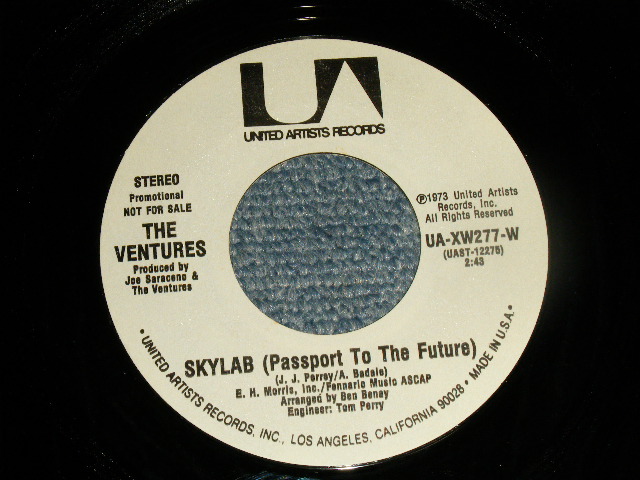 UA
UNITED ARTISTS RECORDS
STEREO
Promotional
NOT FOR SALE
THE
VENTURES
Produced by
Joe Saraceno &
The Ventures
℗1973 United Artists
Records, Inc.
All Rights Reserved
UA-XW277-W
(UAST-12275)
2:43
SKYLAB (Passport To The Future)
(J. J. Perrey/A. Badale)
E. H. Morris, Inc./Fennario Music ASCAP
Arranged by Ben Benay
Engineer: Tom Perry
• UNITED ARTISTS RECORDS, INC., LOS ANGELES, CALIFORNIA 90028 • MADE IN U.S.A. •